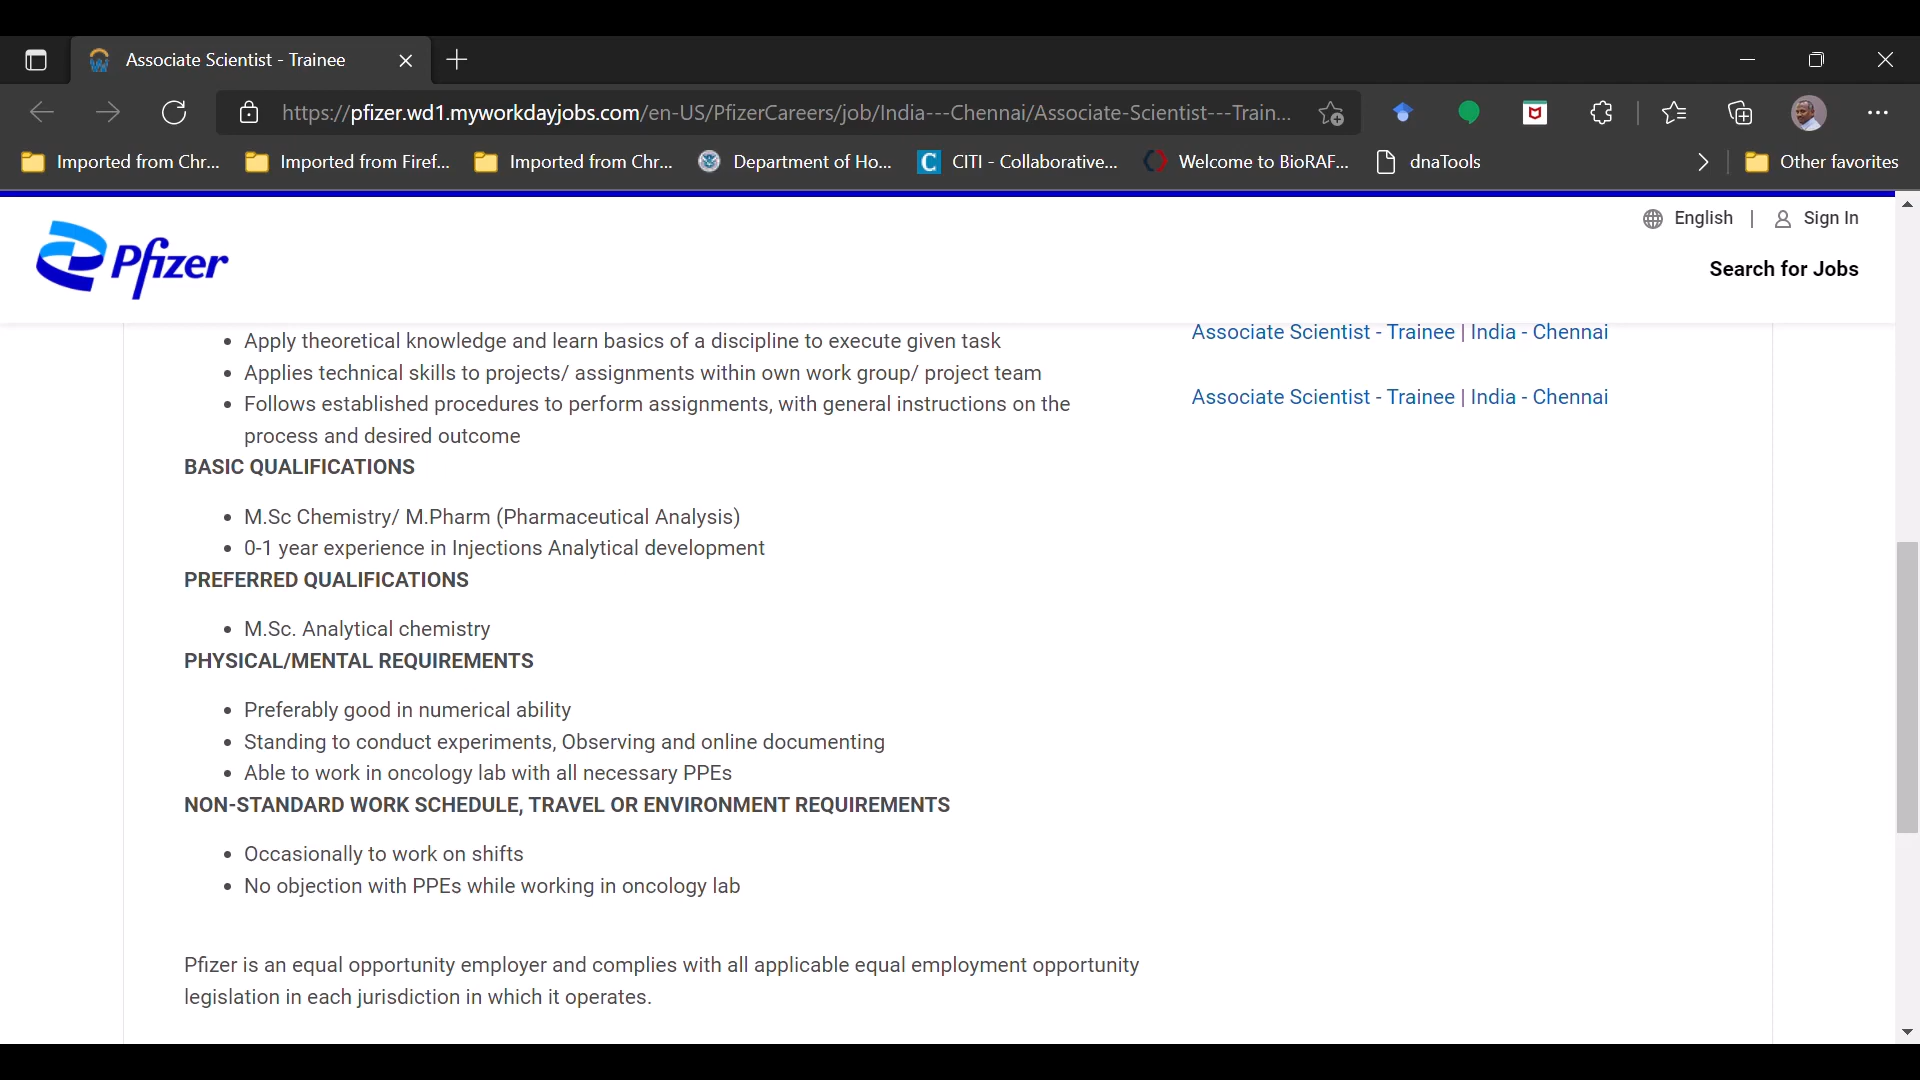 Associate Scientist - Trainee
https://pfizer.wd1.myworkdayjobs.com/en-US/PfizerCareers/job/India---Chennai/Associate-Scientist---Train...
Imported from Chr... Imported from Firef... Imported from Chr... Department of Ho... CITI - Collaborative... Welcome to BioRAF... dnaTools Other favorites
English | Sign In
Pfizer
Search for Jobs
• Apply theoretical knowledge and learn basics of a discipline to execute given task
• Applies technical skills to projects/ assignments within own work group/ project team
• Follows established procedures to perform assignments, with general instructions on the
process and desired outcome
BASIC QUALIFICATIONS
• M.Sc Chemistry/ M.Pharm (Pharmaceutical Analysis)
• 0-1 year experience in Injections Analytical development
PREFERRED QUALIFICATIONS
• M.Sc. Analytical chemistry
PHYSICAL/MENTAL REQUIREMENTS
• Preferably good in numerical ability
• Standing to conduct experiments, Observing and online documenting
• Able to work in oncology lab with all necessary PPEs
NON-STANDARD WORK SCHEDULE, TRAVEL OR ENVIRONMENT REQUIREMENTS
• Occasionally to work on shifts
• No objection with PPEs while working in oncology lab
Pfizer is an equal opportunity employer and complies with all applicable equal employment opportunity
legislation in each jurisdiction in which it operates.
Associate Scientist - Trainee | India - Chennai
Associate Scientist - Trainee | India - Chennai